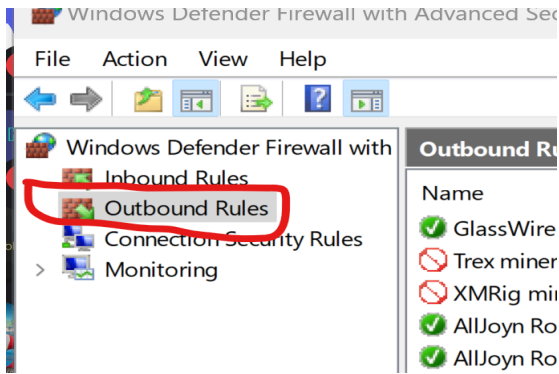 Windows Defender Firewall with Advanced Sec
File Action View Help
Windows Defender Firewall with
Inbound Rules
Outbound Rules
Connection Security Rules
Monitoring
Outbound Ru
Name
GlassWire
Trex miner
XMRig mi
AllJoyn Ro
AllJoyn Ro